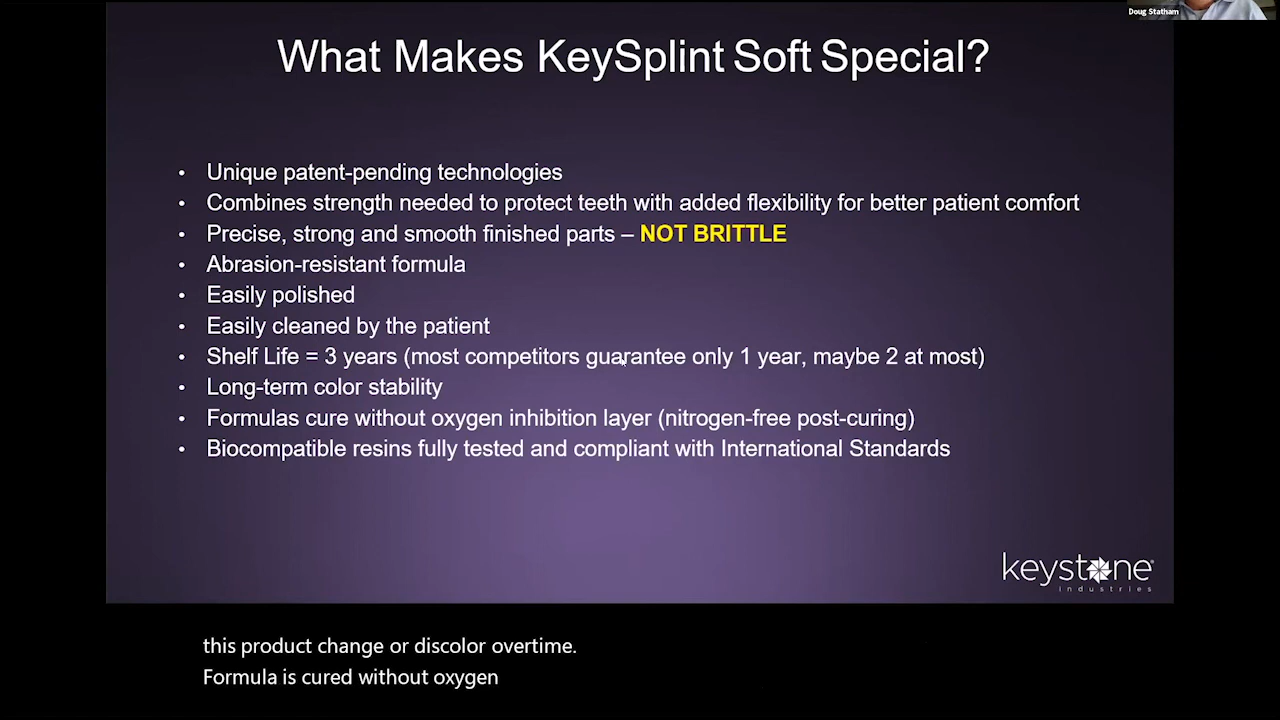 Doug Statham
What Makes KeySplint Soft Special?
• Unique patent-pending technologies
• Combines strength needed to protect teeth with added flexibility for better patient comfort
• Precise, strong and smooth finished parts – NOT BRITTLE
• Abrasion-resistant formula
• Easily polished
• Easily cleaned by the patient
• Shelf Life = 3 years (most competitors guarantee only 1 year, maybe 2 at most)
• Long-term color stability
• Formulas cure without oxygen inhibition layer (nitrogen-free post-curing)
• Biocompatible resins fully tested and compliant with International Standards
keystone®
industries
this product change or discolor overtime.
Formula is cured without oxygen